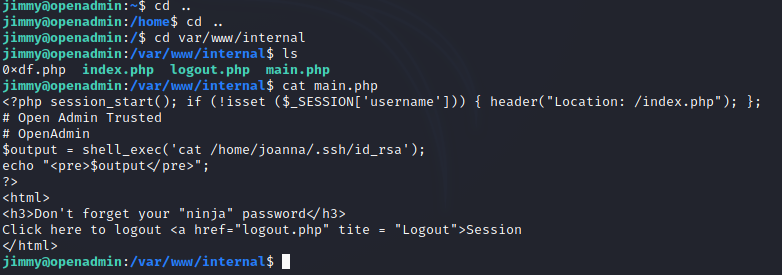 jimmy@openadmin:~$ cd ..
jimmy@openadmin:/home$ cd ..
jimmy@openadmin:/$ cd var/www/internal
jimmy@openadmin:/var/www/internal$ ls
0xdf.php index.php logout.php main.php
jimmy@openadmin:/var/www/internal$ cat main.php
<?php session_start(); if (!isset ($_SESSION['username'])) { header("Location: /index.php"); };
# Open Admin Trusted
# OpenAdmin
$output = shell_exec('cat /home/joanna/.ssh/id_rsa');
echo "<pre>$output</pre>";
?>
<html>
<h3>Don't forget your "ninja" password</h3>
Click here to logout <a href="logout.php" tite = "Logout">Session
</html>
jimmy@openadmin:/var/www/internal$